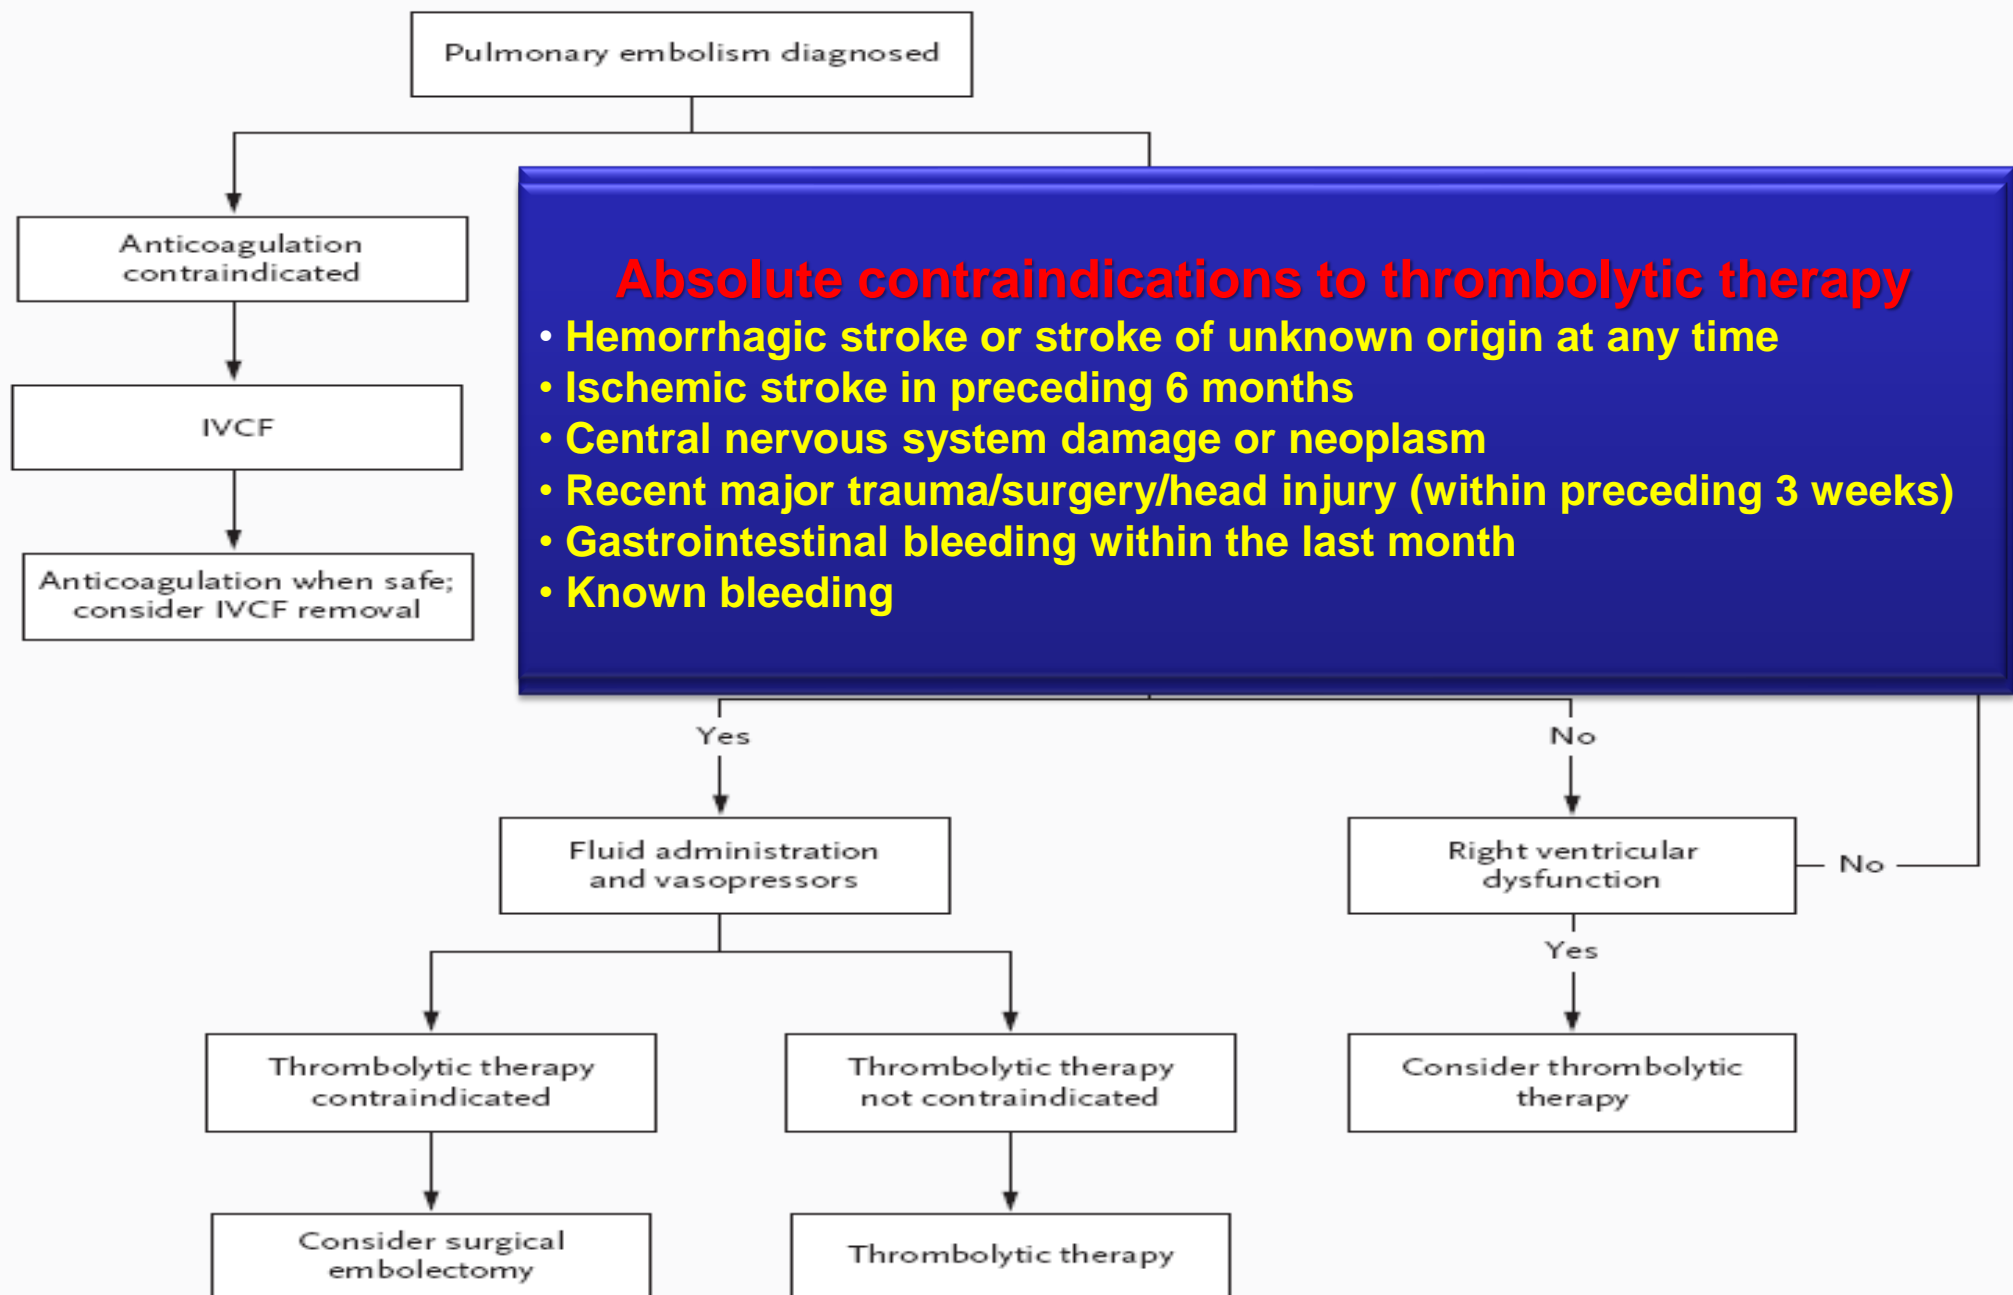 Pulmonary embolism diagnosed
Anticoagulation
contraindicated
IVCF
Anticoagulation when safe;
consider IVCF removal
Absolute contraindications to thrombolytic therapy
• Hemorrhagic stroke or stroke of unknown origin at any time
• Ischemic stroke in preceding 6 months
• Central nervous system damage or neoplasm
• Recent major trauma/surgery/head injury (within preceding 3 weeks)
• Gastrointestinal bleeding within the last month
• Known bleeding
Yes
No
Fluid administration
and vasopressors
Right ventricular
dysfunction
No
Yes
Thrombolytic therapy
contraindicated
Thrombolytic therapy
not contraindicated
Consider thrombolytic
therapy
Consider surgical
embolectomy
Thrombolytic therapy